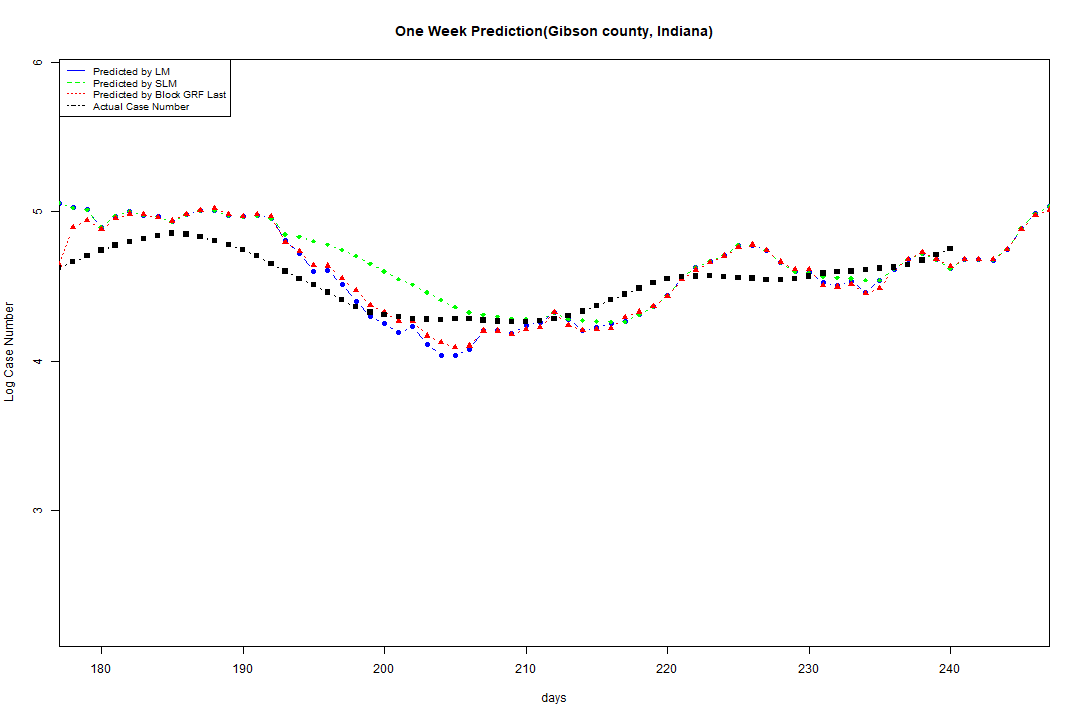 One Week Prediction(Gibson county, Indiana)
Predicted by LM
Predicted by SLM
Predicted by Block GRF Last
Actual Case Number
6
5
4
3
Log Case Number
180 190 200 210 220 230 240
days